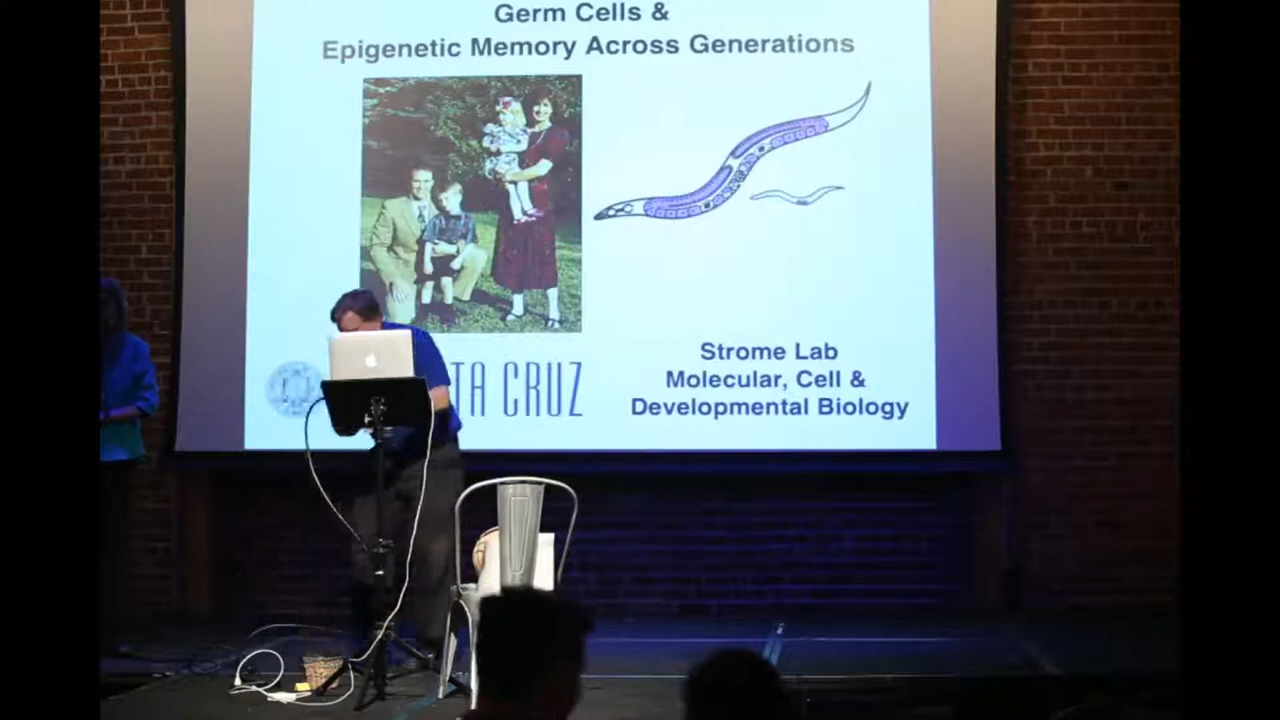 Germ Cells &
Epigenetic Memory Across Generations
TA CRUZ
Strome Lab
Molecular, Cell &
Developmental Biology